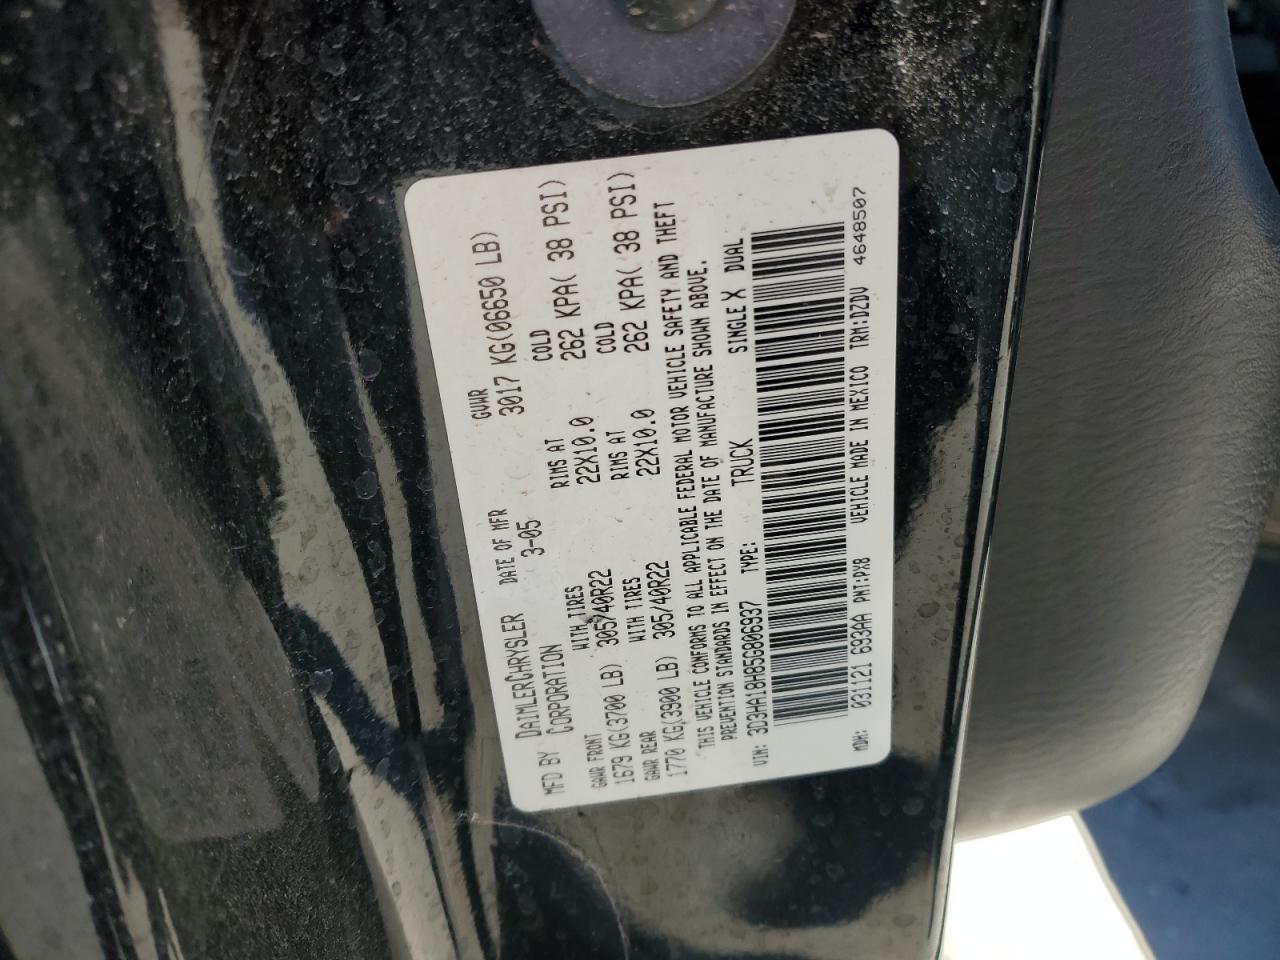 MFD BY DAIMLERCHRYSLER CORPORATION DATE OF MFR 3-05 GVWR 3017 KG(06650 LB)
GAWR FRONT WITH TIRES RIMS AT COLD
1679 KG(3700 LB) 305/40R22 22X10.0 262 KPA( 38 PSI)
GAWR REAR WITH TIRES RIMS AT COLD
1770 KG(3900 LB) 305/40R22 22X10.0 262 KPA( 38 PSI)
THIS VEHICLE CONFORMS TO ALL APPLICABLE FEDERAL MOTOR VEHICLE SAFETY AND THEFT
PREVENTION STANDARDS IN EFFECT ON THE DATE OF MANUFACTURE SHOWN ABOVE.
VIN: 3D3HA18H85G806937 TYPE: TRUCK SINGLE X DUAL
MDH: 031121 693AA PNT:PX8 VEHICLE MADE IN MEXICO TRM:DZDV 4648507